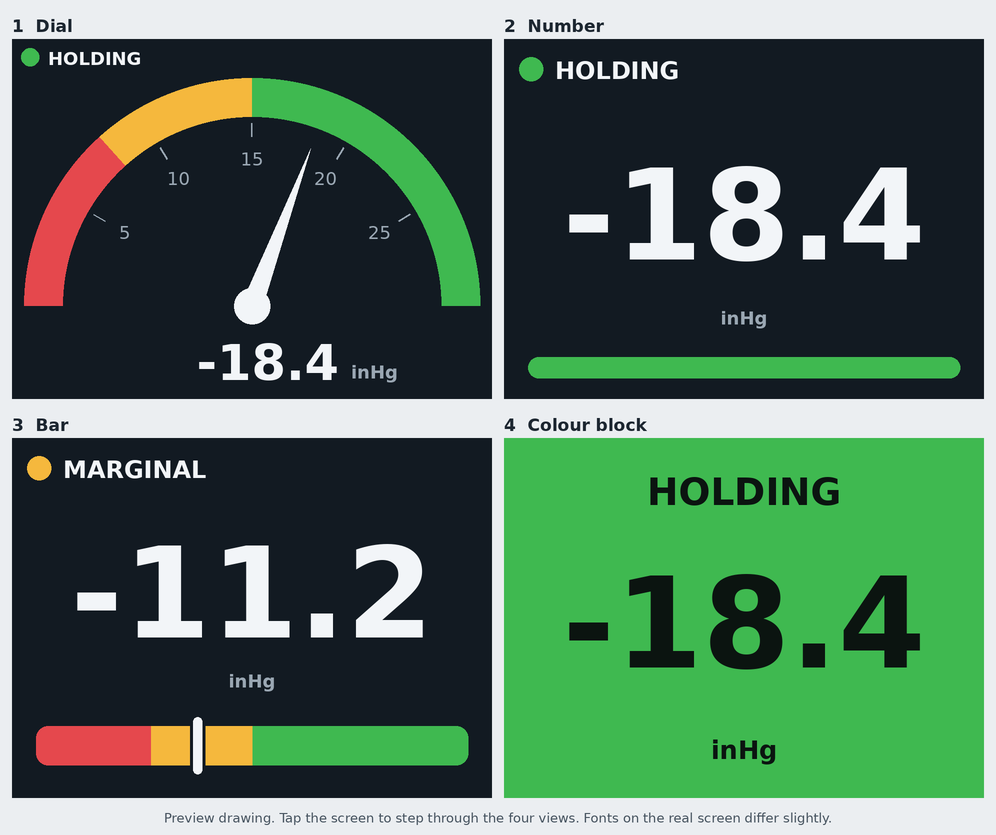 1 Dial
HOLDING
5
10
15
20
25
-18.4 inHg
2 Number
HOLDING
-18.4
inHg
3 Bar
MARGINAL
-11.2
inHg
4 Colour block
HOLDING
-18.4
inHg
Preview drawing. Tap the screen to step through the four views. Fonts on the real screen differ slightly.